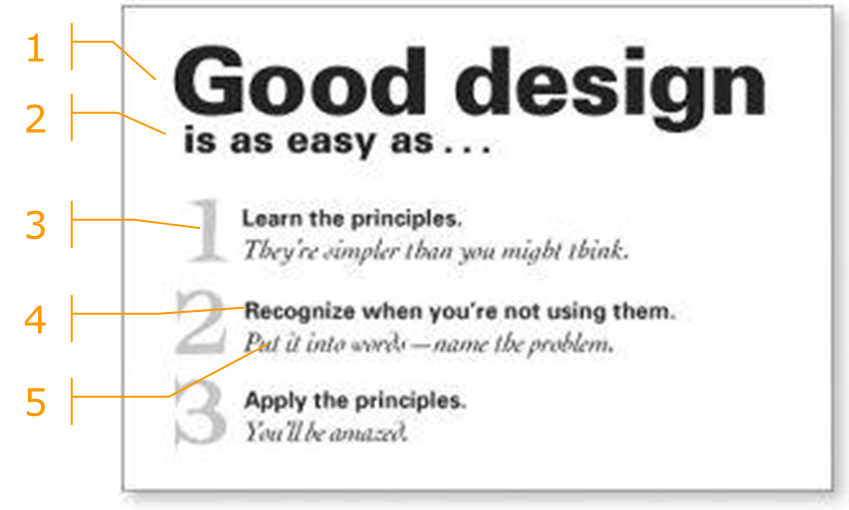 1
Good design
2
is as easy as . . .
3
1
Learn the principles.
They're simpler than you might think.
4
2
Recognize when you're not using them.
Put it into words—name the problem.
5
3
Apply the principles.
You'll be amazed.